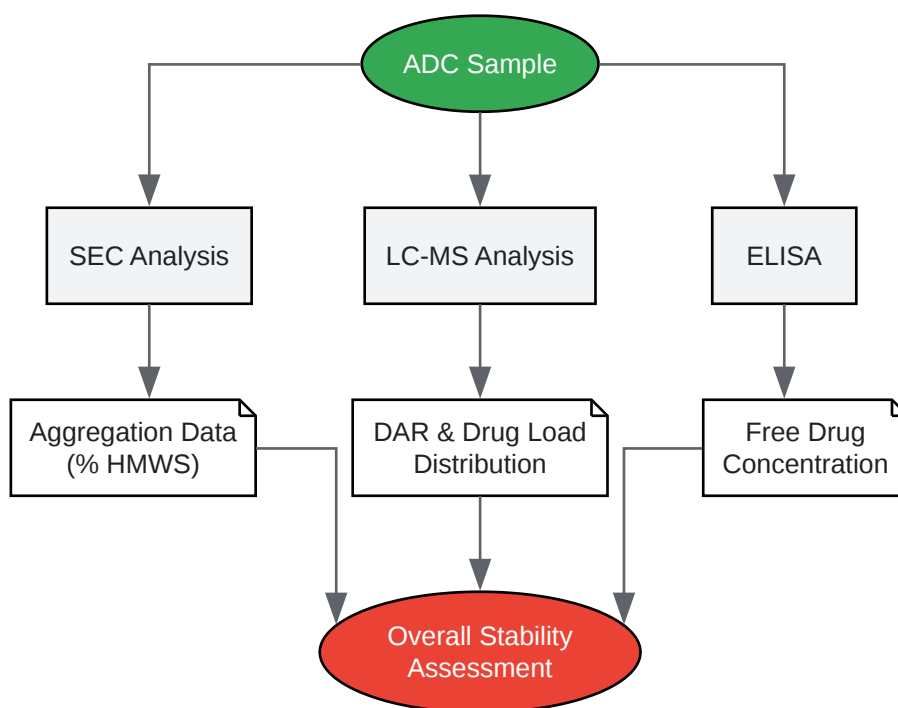 ADC Sample
SEC Analysis
LC-MS Analysis
ELISA
Aggregation Data
(% HMWS)
DAR & Drug Load
Distribution
Free Drug
Concentration
Overall Stability
Assessment